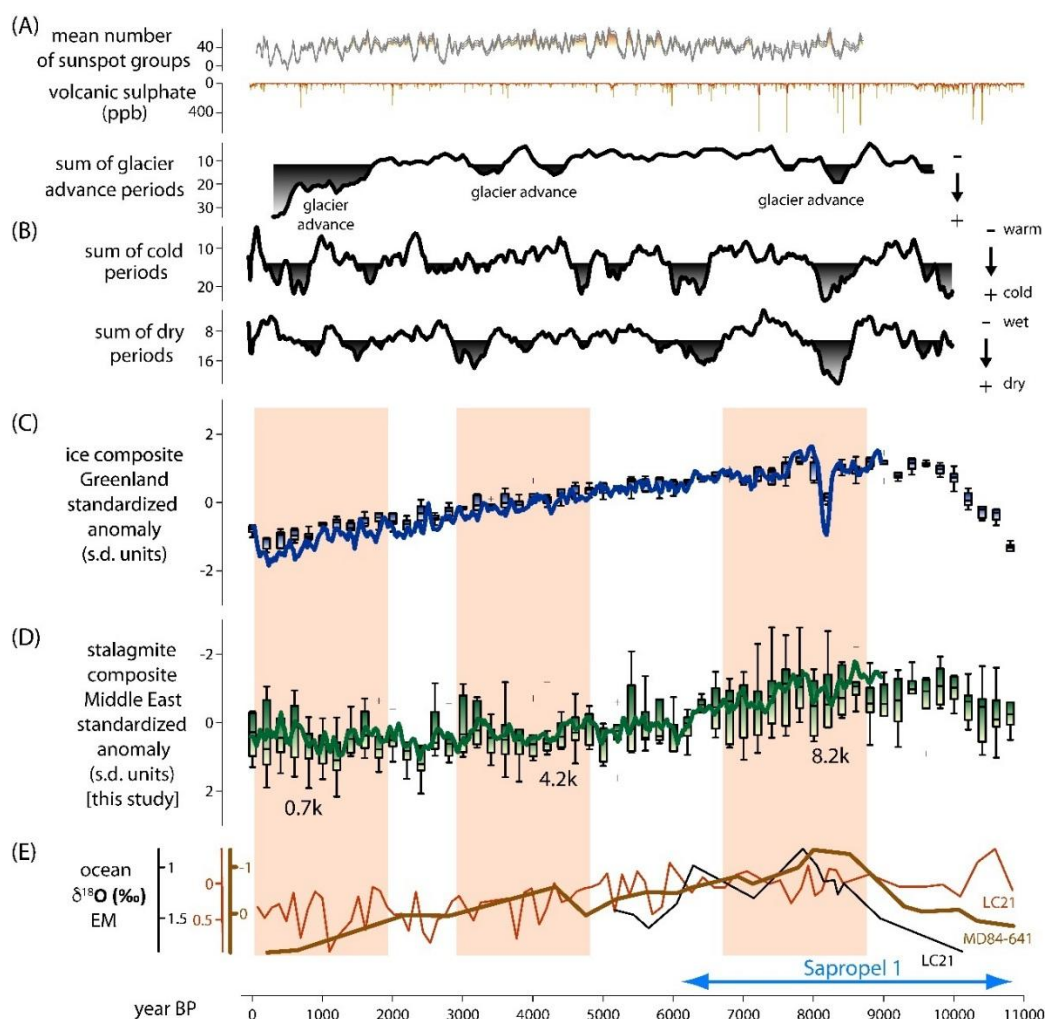 (A)
mean number
of sunspot groups
40
0
volcanic sulphate
(ppb)
0
400
sum of glacier
advance periods
10
20
30
glacier
advance
glacier advance
glacier advance
-
+
(B)
sum of cold
periods
10
20
- warm
+ cold
sum of dry
periods
8
16
- wet
+ dry
(C)
ice composite
Greenland
standardized
anomaly
(s.d. units)
2
0
-2
(D)
stalagmite
composite
Middle East
standardized
anomaly
(s.d. units)
[this study]
-2
0
2
0.7k
4.2k
8.2k
(E)
ocean
δ18O (‰)
EM
1
1.5
0
0.5
-1
0
LC21
MD84-641
LC21
Sapropel 1
year BP
0 1000 2000 3000 4000 5000 6000 7000 8000 9000 10000 11000